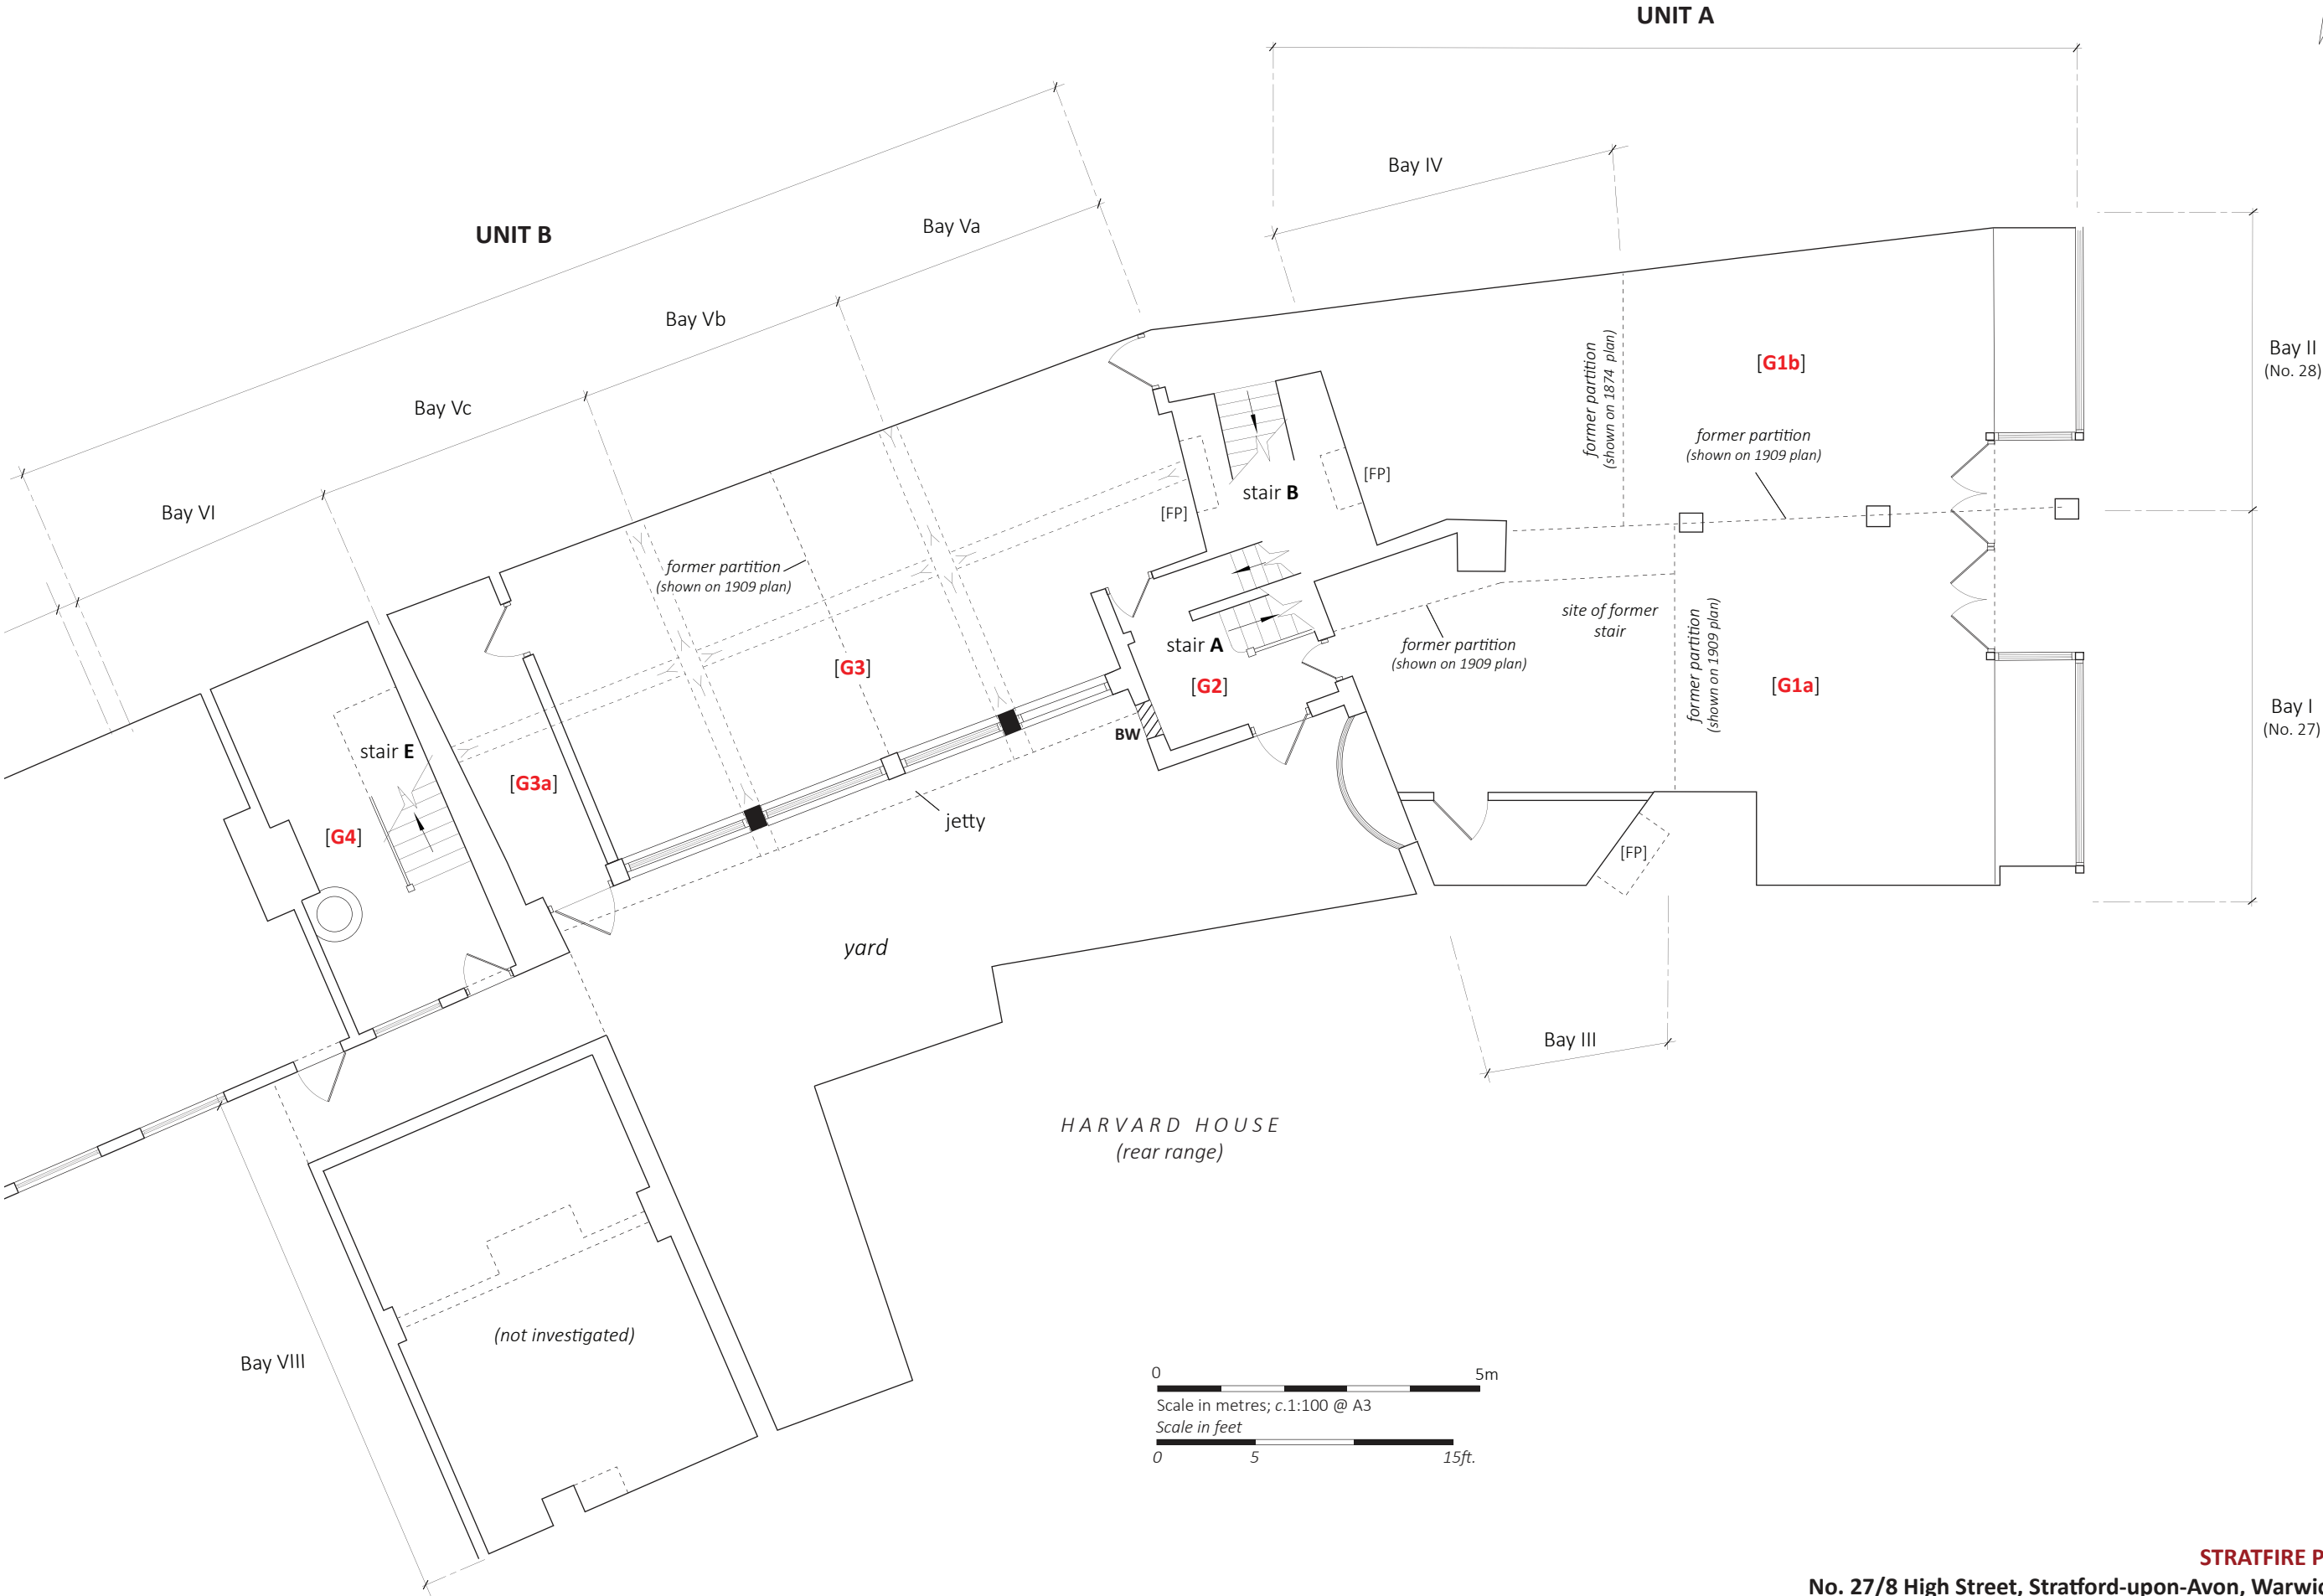 UNIT A
Bay IV
Bay Va
UNIT B
Bay Vb
Bay Vc
Bay VI
Bay II
(No. 28)
[G1b]
former partition
(shown on 1874 plan)
former partition
(shown on 1909 plan)
[FP]
stair B
[FP]
former partition
(shown on 1909 plan)
site of former
stair
former partition
(shown on 1909 plan)
former partition
(shown on 1909 plan)
stair A
[G3]
[G2]
[G1a]
Bay I
(No. 27)
BW
stair E
[G3a]
jetty
[G4]
[FP]
yard
Bay III
HARVARD HOUSE
(rear range)
(not investigated)
Bay VIII
0 5m
Scale in metres; c.1:100 @ A3
Scale in feet
0 5 15ft.
STRATFIRE P
No. 27/8 High Street, Stratford-upon-Avon, Warwic